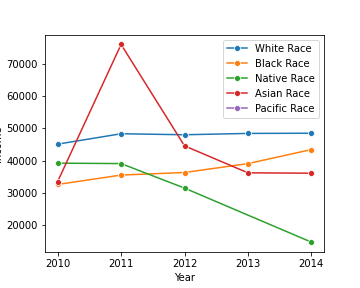 White Race
Black Race
Native Race
Asian Race
Pacific Race
70000
60000
50000
40000
30000
20000
2010 2011 2012 2013 2014
Year